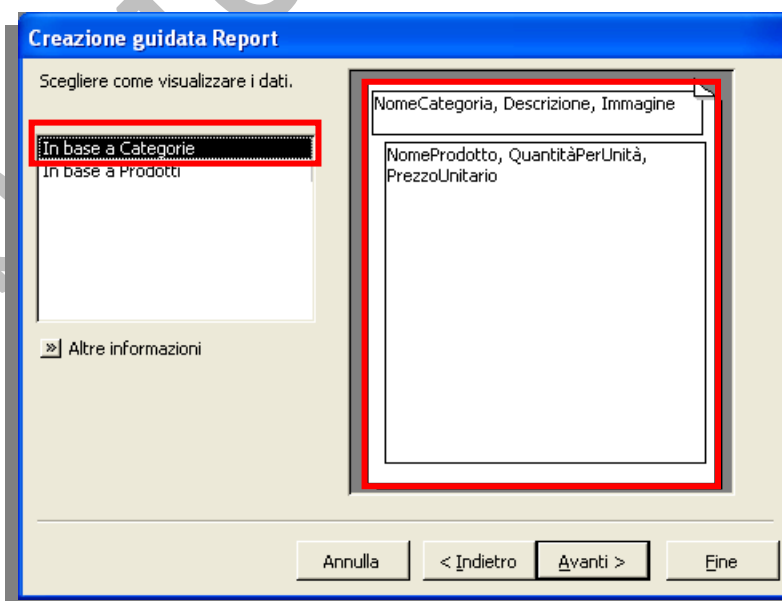 Creazione guidata Report
Scegliere come visualizzare i dati.
In base a Categorie
In base a Prodotti
Altre informazioni
NomeCategoria, Descrizione, Immagine
NomeProdotto, QuantitàPerUnità,
PrezzoUnitario
Annulla
< Indietro
Avanti >
Fine